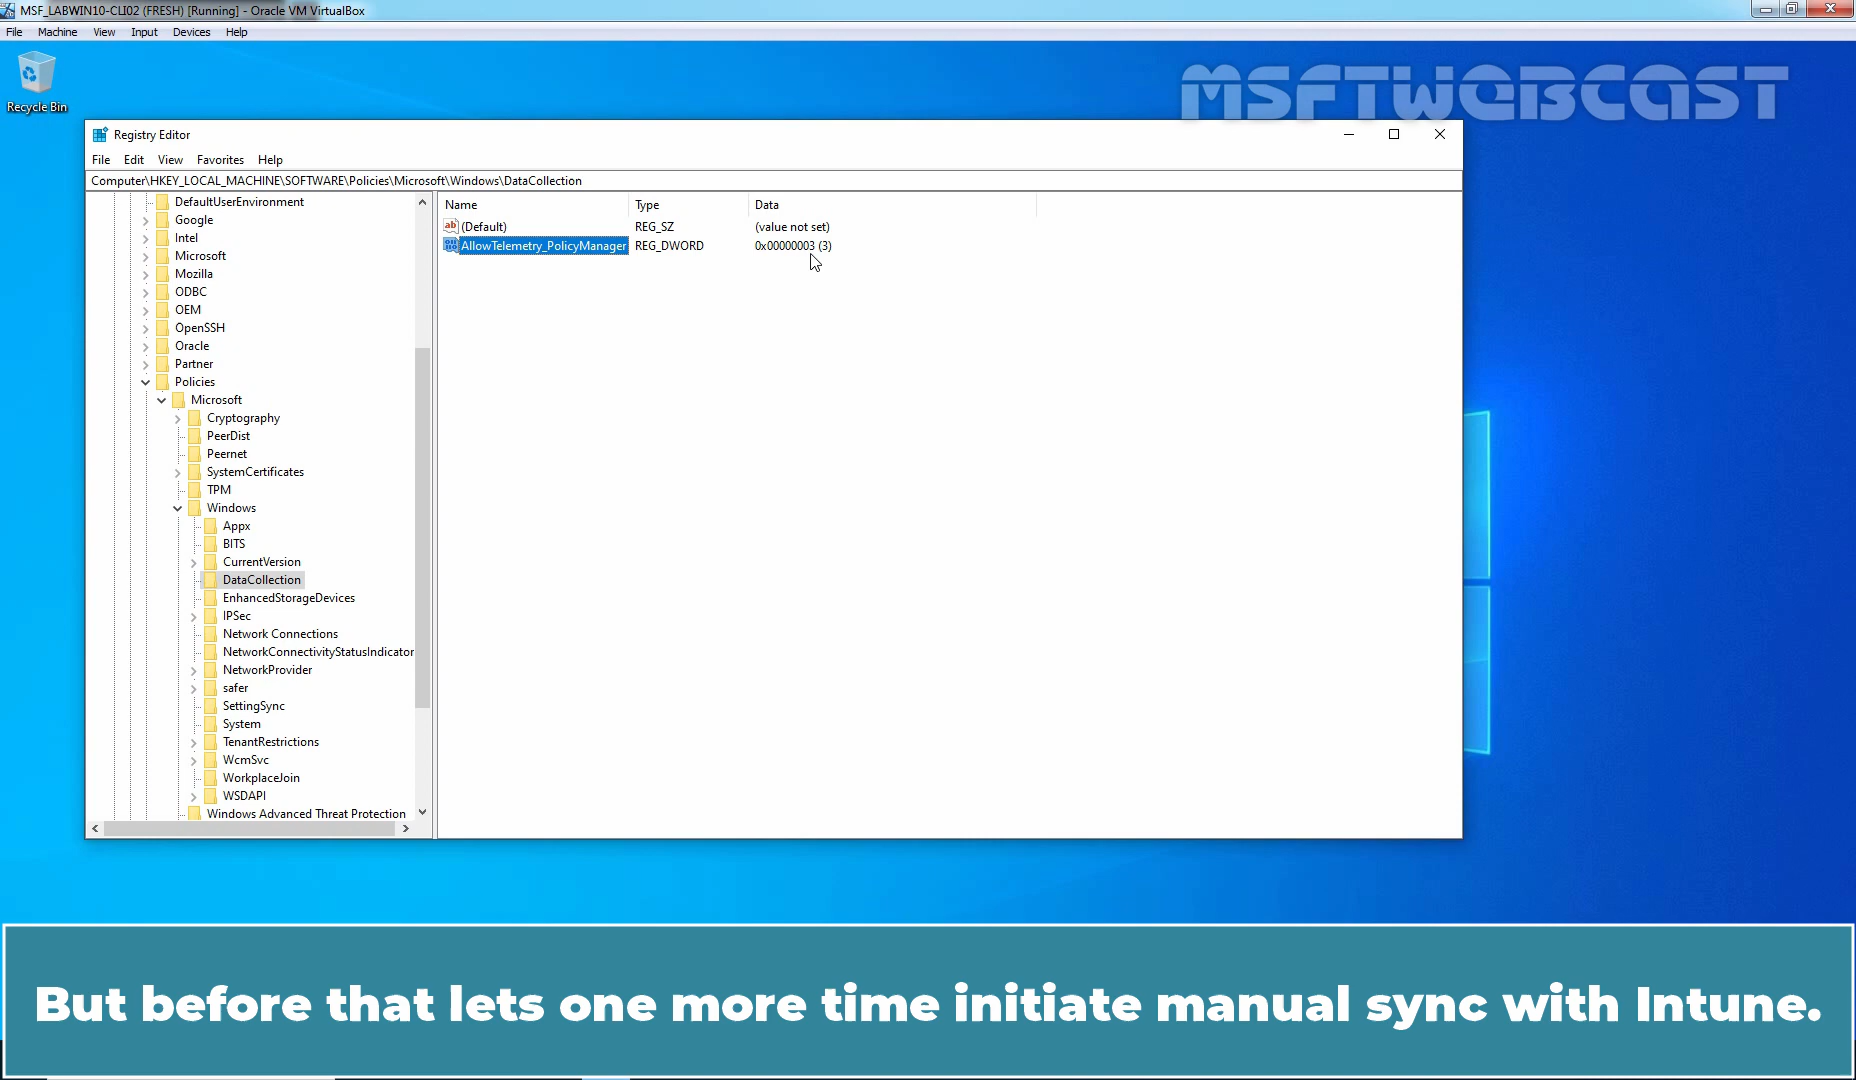 MSF_LABWIN10-CLI02 (FRESH) [Running] - Oracle VM VirtualBox
File Machine View Input Devices Help
Recycle Bin
MSFTWEBCAST
Registry Editor
File Edit View Favorites Help
Computer\HKEY_LOCAL_MACHINE\SOFTWARE\Policies\Microsoft\Windows\DataCollection
DefaultUserEnvironment
Google
Intel
Microsoft
Mozilla
ODBC
OEM
OpenSSH
Oracle
Partner
Policies
Microsoft
Cryptography
PeerDist
Peernet
SystemCertificates
TPM
Windows
Appx
BITS
CurrentVersion
DataCollection
EnhancedStorageDevices
IPSec
Network Connections
NetworkConnectivityStatusIndicator
NetworkProvider
safer
SettingSync
System
TenantRestrictions
WcmSvc
WorkplaceJoin
WSDAPI
Windows Advanced Threat Protection
Name Type Data
(Default) REG_SZ (value not set)
AllowTelemetry_PolicyManager REG_DWORD 0x00000003 (3)
But before that lets one more time initiate manual sync with Intune.